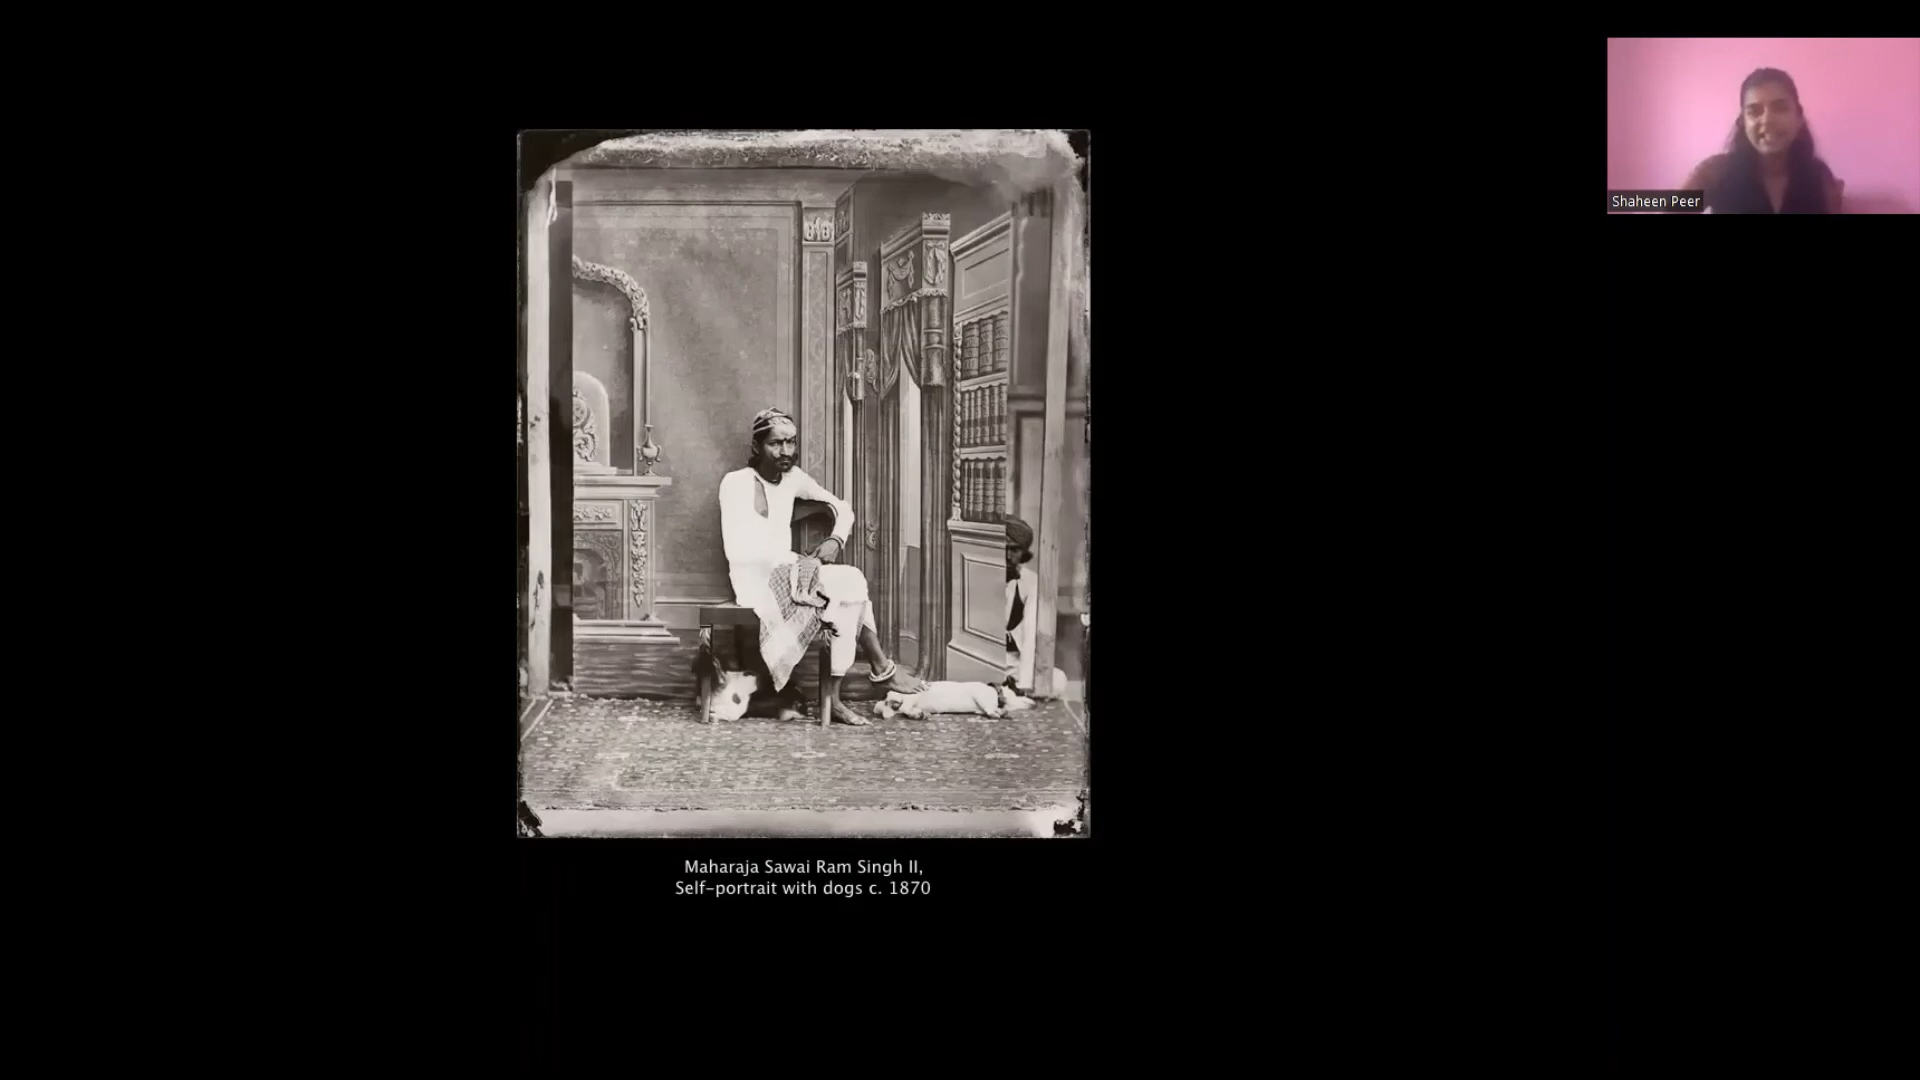 Shaheen Peer
Maharaja Sawai Ram Singh II,
Self-portrait with dogs c. 1870